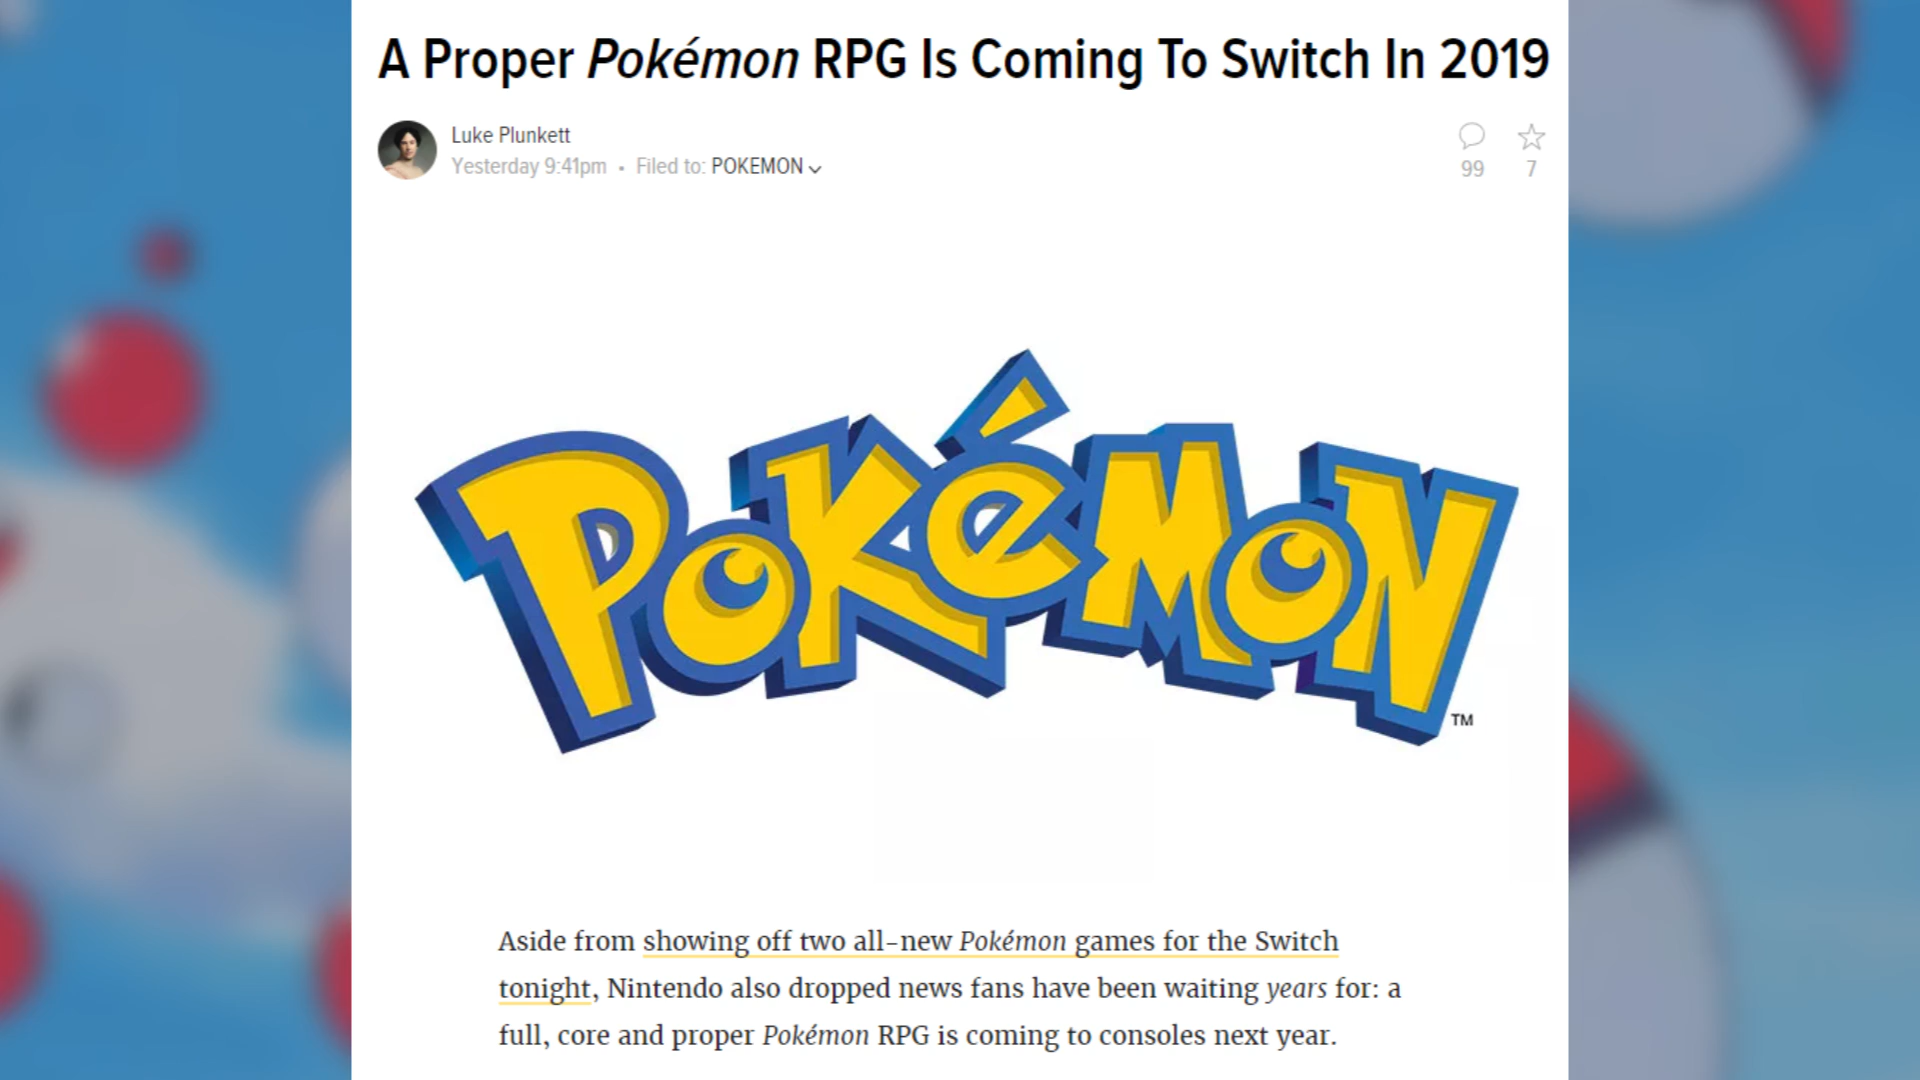 A Proper Pokémon RPG Is Coming To Switch In 2019
Luke Plunkett
Yesterday 9:41pm • Filed to: POKEMON
99
7
POKéMON
TM
Aside from showing off two all-new Pokémon games for the Switch
tonight, Nintendo also dropped news fans have been waiting years for: a
full, core and proper Pokémon RPG is coming to consoles next year.